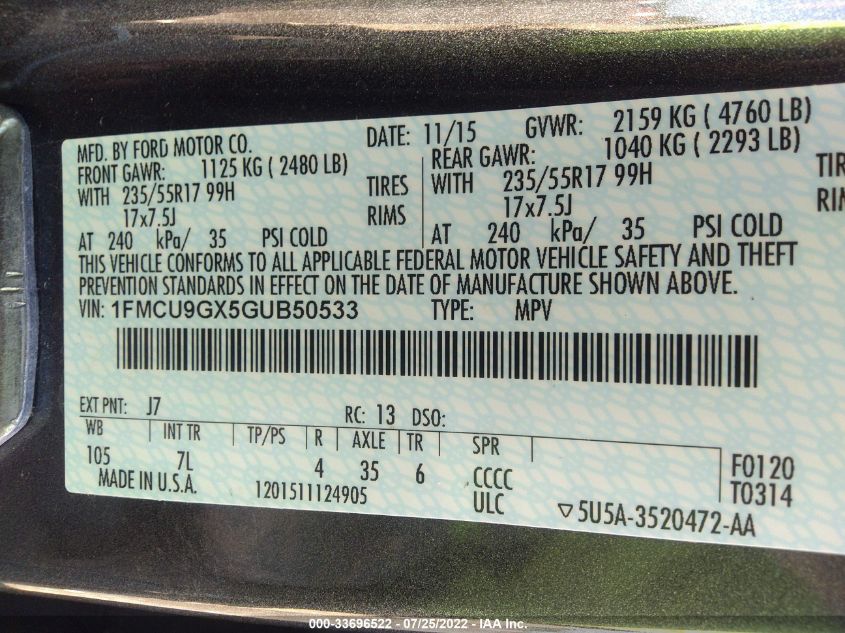 MFD. BY FORD MOTOR CO. DATE: 11/15 GVWR: 2159 KG ( 4760 LB)
FRONT GAWR: 1125 KG ( 2480 LB) REAR GAWR: 1040 KG ( 2293 LB)
WITH 235/55R17 99H TIRES WITH 235/55R17 99H
17x7.5J RIMS 17x7.5J
AT 240 kPa/ 35 PSI COLD AT 240 kPa/ 35 PSI COLD
THIS VEHICLE CONFORMS TO ALL APPLICABLE FEDERAL MOTOR VEHICLE SAFETY AND THEFT
PREVENTION STANDARDS IN EFFECT ON THE DATE OF MANUFACTURE SHOWN ABOVE.
VIN: 1FMCU9GX5GUB50533 TYPE: MPV
EXT PNT: J7 RC: 13 DSO:
WB INT TR TP/PS R AXLE TR SPR
105 7L 4 35 6 CCCC F0120
MADE IN U.S.A. 1201511124905 ULC T0314
▽5U5A-3520472-AA
000-33696522 - 07/25/2022 - IAA Inc.